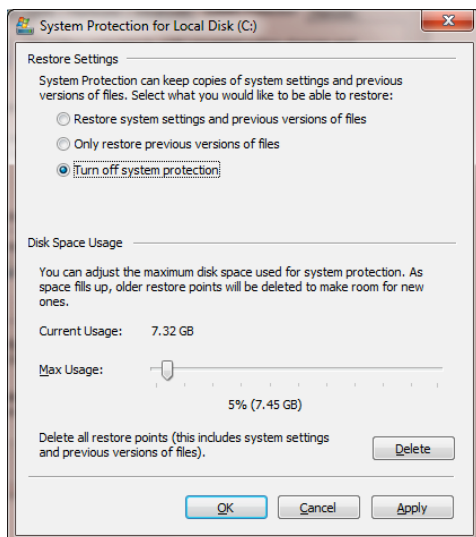 System Protection for Local Disk (C:)
Restore Settings
System Protection can keep copies of system settings and previous
versions of files. Select what you would like to be able to restore:
Restore system settings and previous versions of files
Only restore previous versions of files
Turn off system protection
Disk Space Usage
You can adjust the maximum disk space used for system protection. As
space fills up, older restore points will be deleted to make room for new
ones.
Current Usage: 7.32 GB
Max Usage:
5% (7.45 GB)
Delete all restore points (this includes system settings
and previous versions of files).
Delete
OK Cancel Apply